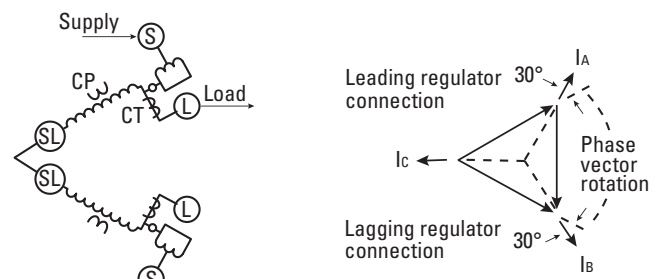 Supply
S
CP
CT
L
Load
SL
SL
L
S
Leading regulator
connection
30°
IA
IC
Phase
vector
rotation
Lagging regulator
connection
30°
IB